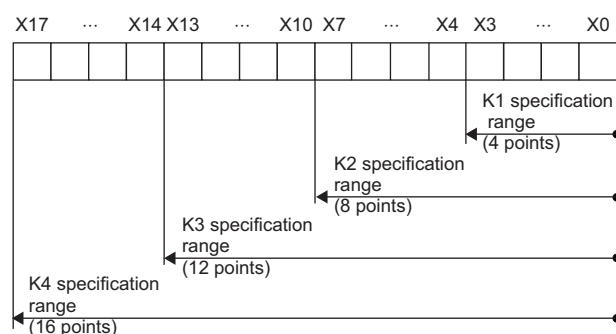 X17 ··· X14 X13 ··· X10 X7 ··· X4 X3 ··· X0
K1 specification
range
(4 points)
K2 specification
range
(8 points)
K3 specification
range
(12 points)
K4 specification
range
(16 points)